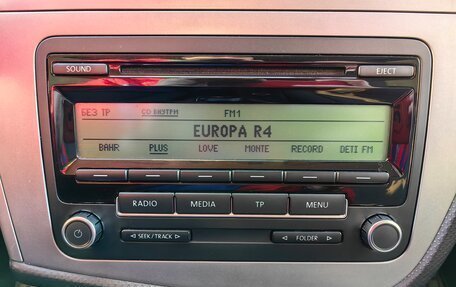 SOUND EJECT
БЕЗ TP СО ВНУТРИ FM1
EUROPA R4
BAHR PLUS LOVE MONTE RECORD DETI FM
RADIO MEDIA TP MENU
◁ SEEK / TRACK ▷ ◁ FOLDER ▷